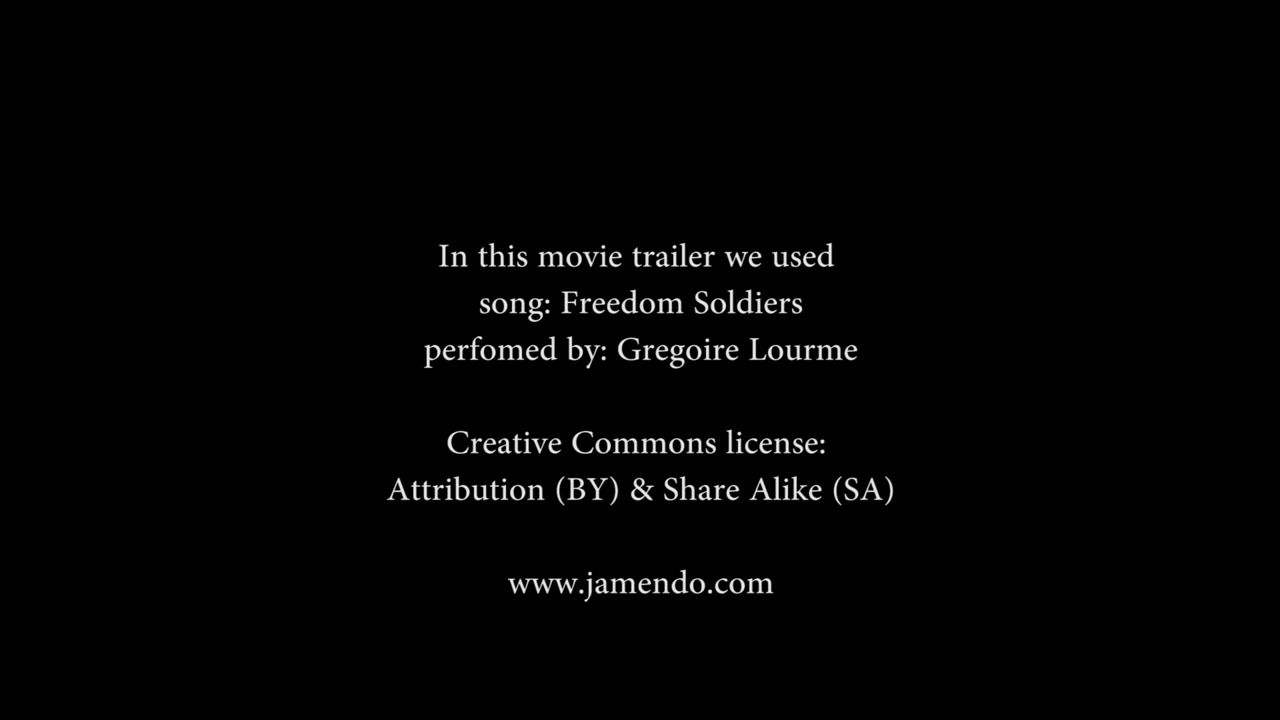 In this movie trailer we used
song: Freedom Soldiers
perfomed by: Gregoire Lourme
Creative Commons license:
Attribution (BY) & Share Alike (SA)
www.jamendo.com